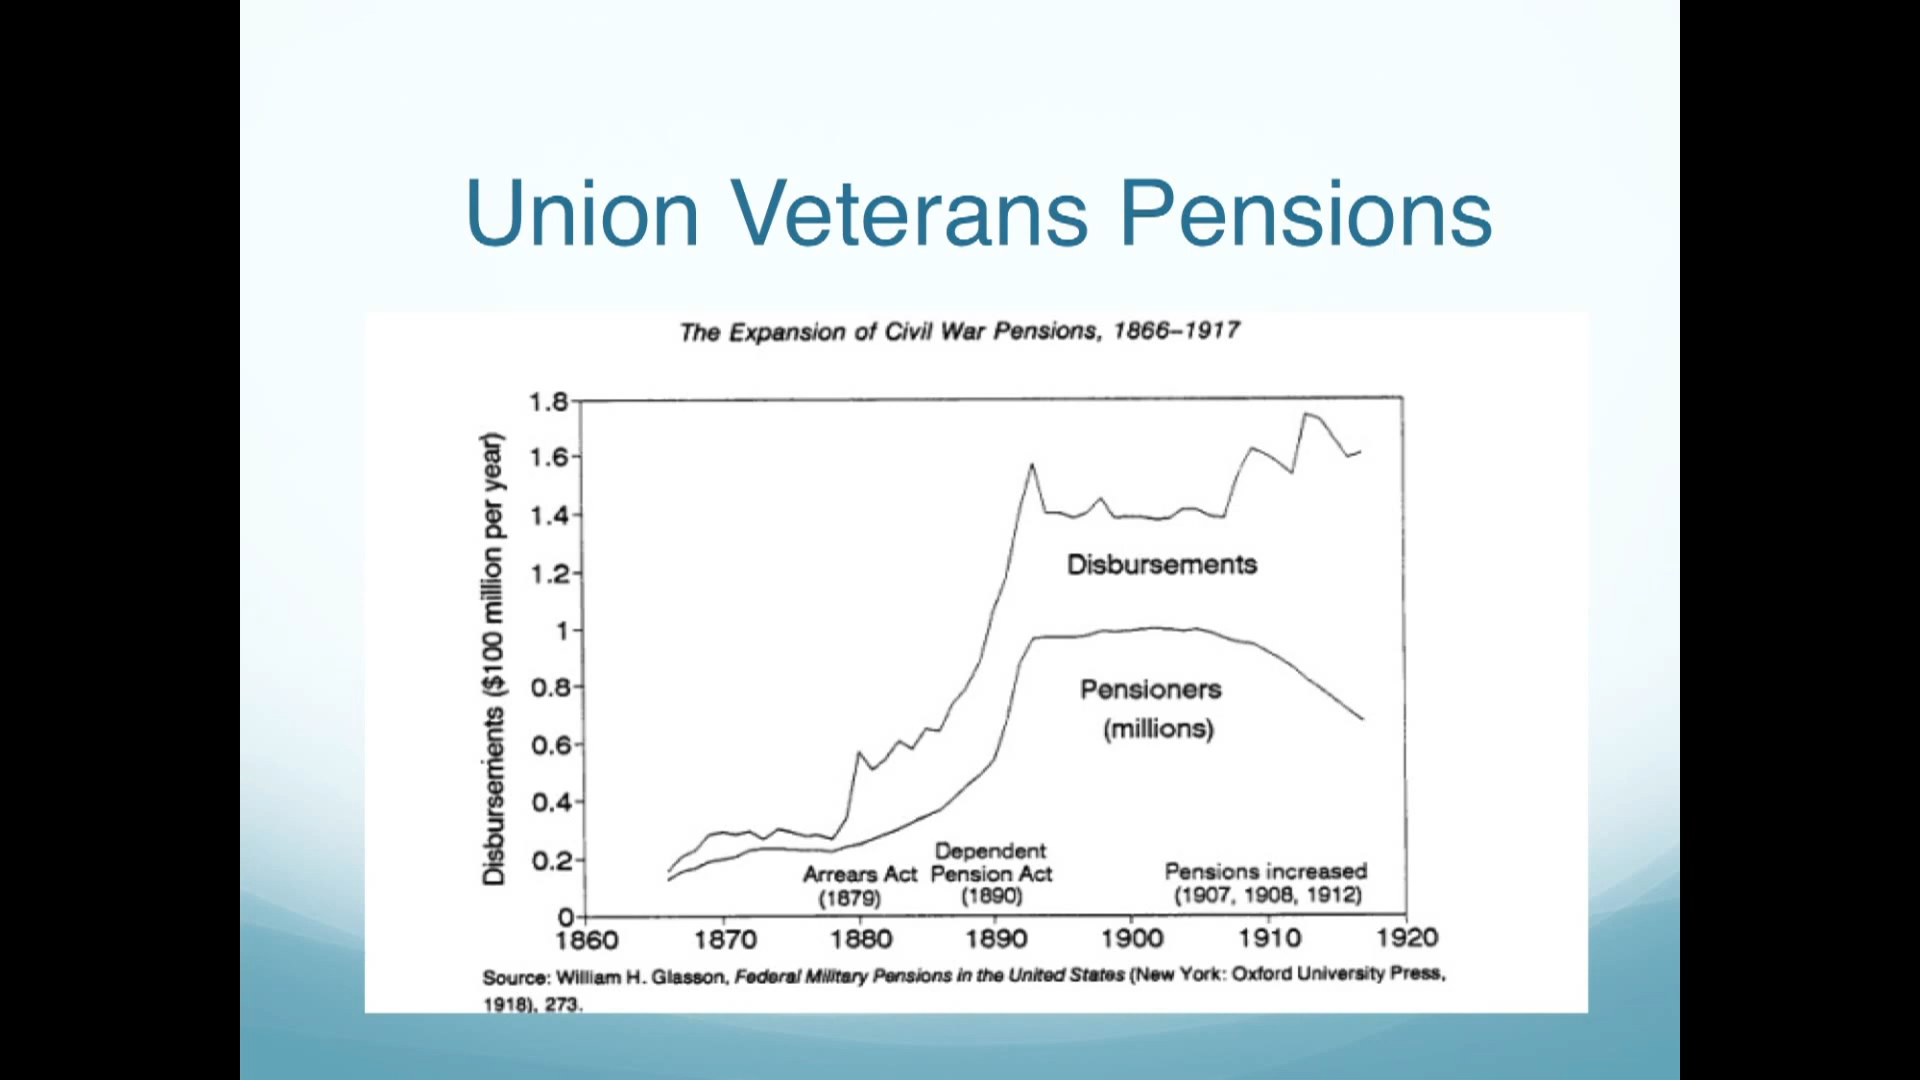 Union Veterans Pensions
The Expansion of Civil War Pensions, 1866–1917
Disbursements ($100 million per year)
1.8
1.6
1.4
1.2
1
0.8
0.6
0.4
0.2
0
Disbursements
Pensioners
(millions)
Arrears Act
(1879)
Dependent
Pension Act
(1890)
Pensions increased
(1907, 1908, 1912)
1860 1870 1880 1890 1900 1910 1920
Source: William H. Glasson, Federal Military Pensions in the United States (New York: Oxford University Press,
1918), 273.